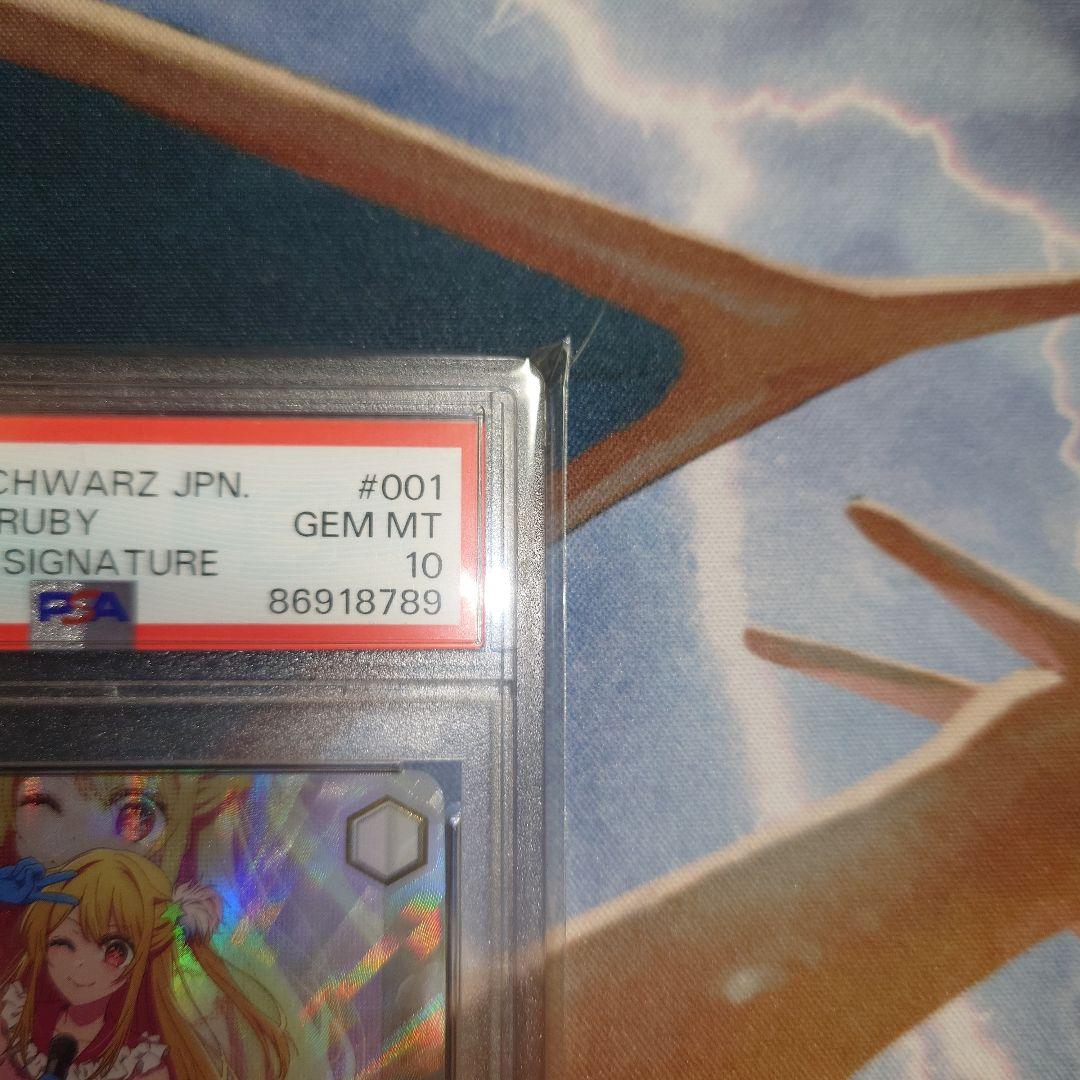 CHWARZ JPN. #001
RUBY GEM MT
SIGNATURE 10
PSA 86918789